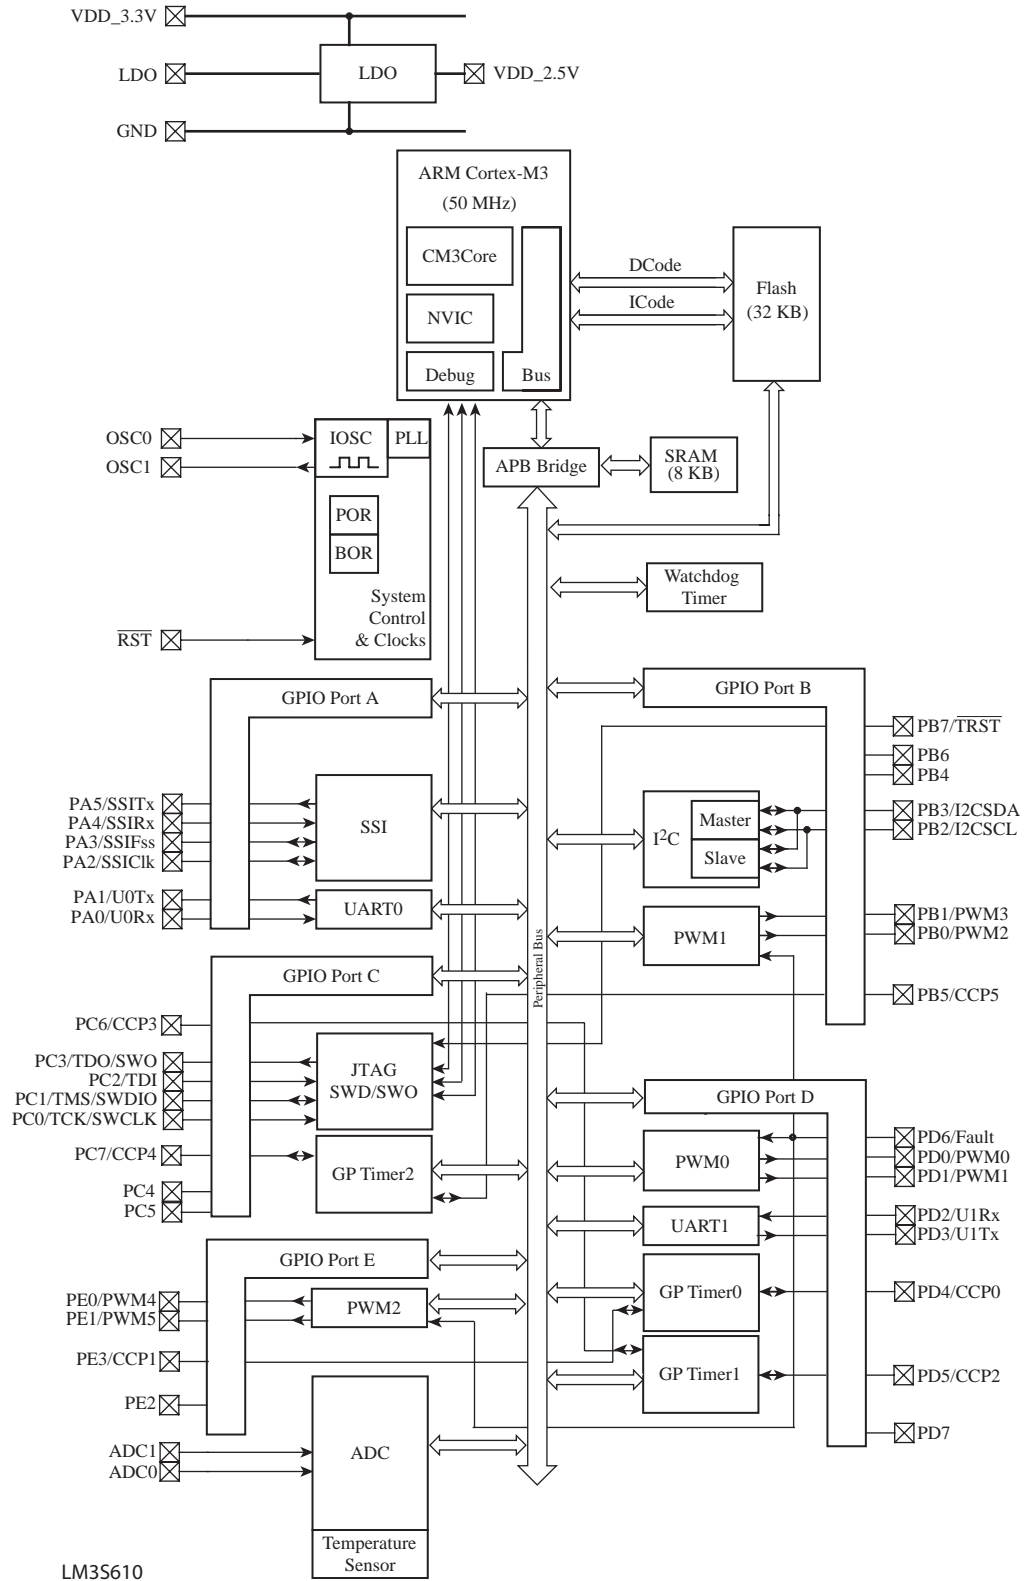 VDD_3.3V
LDO
LDO
VDD_2.5V
GND
ARM Cortex-M3
(50 MHz)
CM3Core
NVIC
Debug
Bus
DCode
ICode
Flash
(32 KB)
OSC0
OSC1
IOSC
PLL
POR
BOR
System
Control
& Clocks
RST
APB Bridge
SRAM
(8 KB)
Watchdog
Timer
GPIO Port A
GPIO Port B
PB7/TRST
PB6
PB4
PA5/SSITx
PA4/SSIRx
PA3/SSIFss
PA2/SSIClk
SSI
I2C
Master
Slave
PB3/I2CSDA
PB2/I2CSCL
PA1/U0Tx
PA0/U0Rx
UART0
PWM1
PB1/PWM3
PB0/PWM2
Peripheral Bus
GPIO Port C
PB5/CCP5
PC6/CCP3
PC3/TDO/SWO
PC2/TDI
PC1/TMS/SWDIO
PC0/TCK/SWCLK
JTAG
SWD/SWO
GPIO Port D
PC7/CCP4
PC4
PC5
GP Timer2
PWM0
PD6/Fault
PD0/PWM0
PD1/PWM1
UART1
PD2/U1Rx
PD3/U1Tx
GPIO Port E
PE0/PWM4
PE1/PWM5
PWM2
GP Timer0
PD4/CCP0
PE3/CCP1
GP Timer1
PD5/CCP2
PE2
PD7
ADC1
ADC0
ADC
Temperature
Sensor
LM3S610